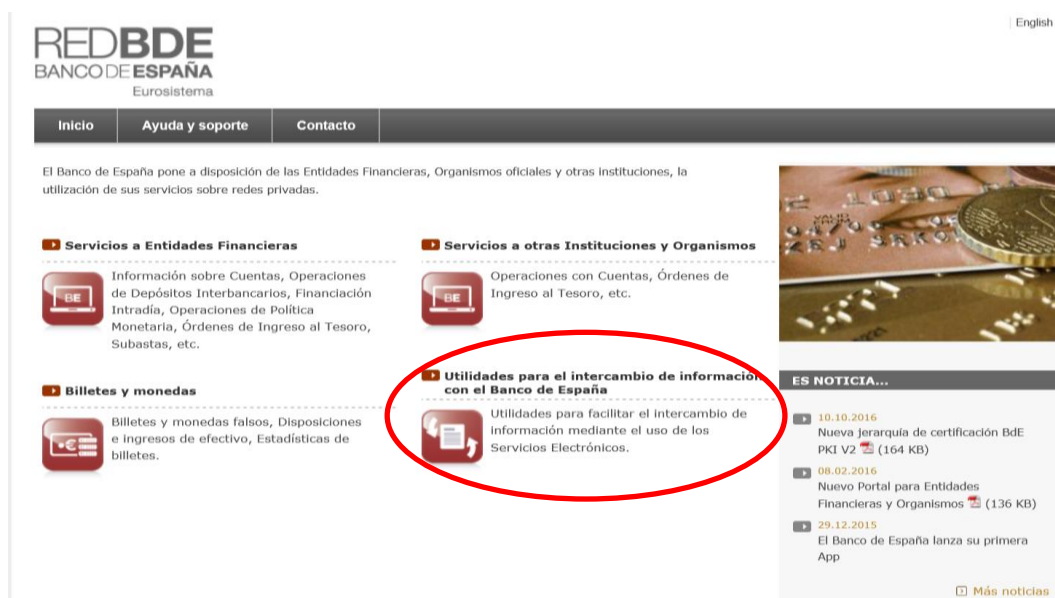 English
REDBDE
BANCO DE ESPAÑA
Eurosistema
Inicio
Ayuda y soporte
Contacto
El Banco de España pone a disposición de las Entidades Financieras, Organismos oficiales y otras instituciones, la
utilización de sus servicios sobre redes privadas.
Servicios a Entidades Financieras
BE
Información sobre Cuentas, Operaciones
de Depósitos Interbancarios, Financiación
Intradía, Operaciones de Política
Monetaria, Órdenes de Ingreso al Tesoro,
Subastas, etc.
Servicios a otras Instituciones y Organismos
BE
Operaciones con Cuentas, Órdenes de
Ingreso al Tesoro, etc.
Billetes y monedas
Billetes y monedas falsos, Disposiciones
e ingresos de efectivo, Estadísticas de
billetes.
Utilidades para el intercambio de información
con el Banco de España
Utilidades para facilitar el intercambio de
información mediante el uso de los
Servicios Electrónicos.
ES NOTICIA...
10.10.2016
Nueva jerarquía de certificación BdE
PKI V2 (164 KB)
08.02.2016
Nuevo Portal para Entidades
Financieras y Organismos (136 KB)
29.12.2015
El Banco de España lanza su primera
App
Más noticias